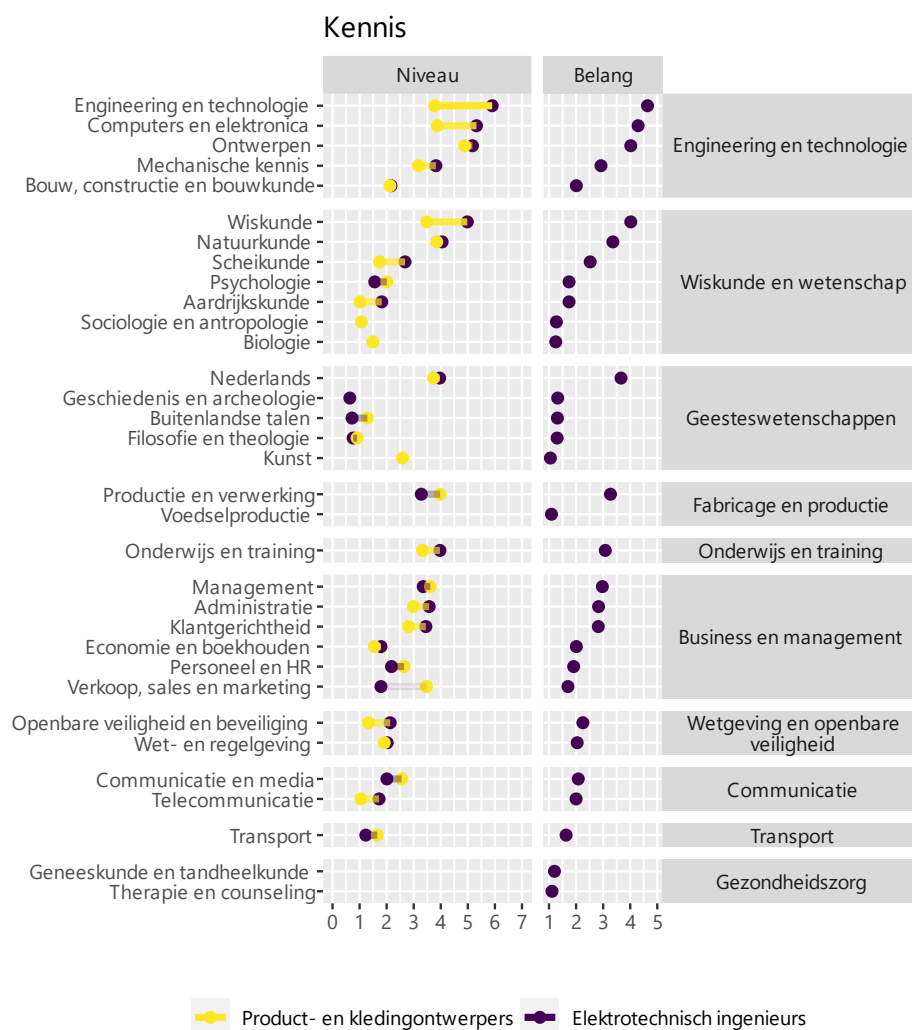 Kennis
Niveau
Belang
Engineering en technologie
Computers en elektronica
Ontwerpen
Mechanische kennis
Bouw, constructie en bouwkunde
Engineering en technologie
Wiskunde
Natuurkunde
Scheikunde
Psychologie
Aardrijkskunde
Sociologie en antropologie
Biologie
Wiskunde en wetenschap
Nederlands
Geschiedenis en archeologie
Buitenlandse talen
Filosofie en theologie
Kunst
Geesteswetenschappen
Productie en verwerking
Voedselproductie
Fabricage en productie
Onderwijs en training
Onderwijs en training
Management
Administratie
Klantgerichtheid
Economie en boekhouden
Personeel en HR
Verkoop, sales en marketing
Business en management
Openbare veiligheid en beveiliging
Wet- en regelgeving
Wetgeving en openbare
veiligheid
Communicatie en media
Telecommunicatie
Communicatie
Transport
Transport
Geneeskunde en tandheelkunde
Therapie en counseling
Gezondheidszorg
0 1 2 3 4 5 6 7
1 2 3 4 5
Product- en kledingontwerpers
Elektrotechnisch ingenieurs